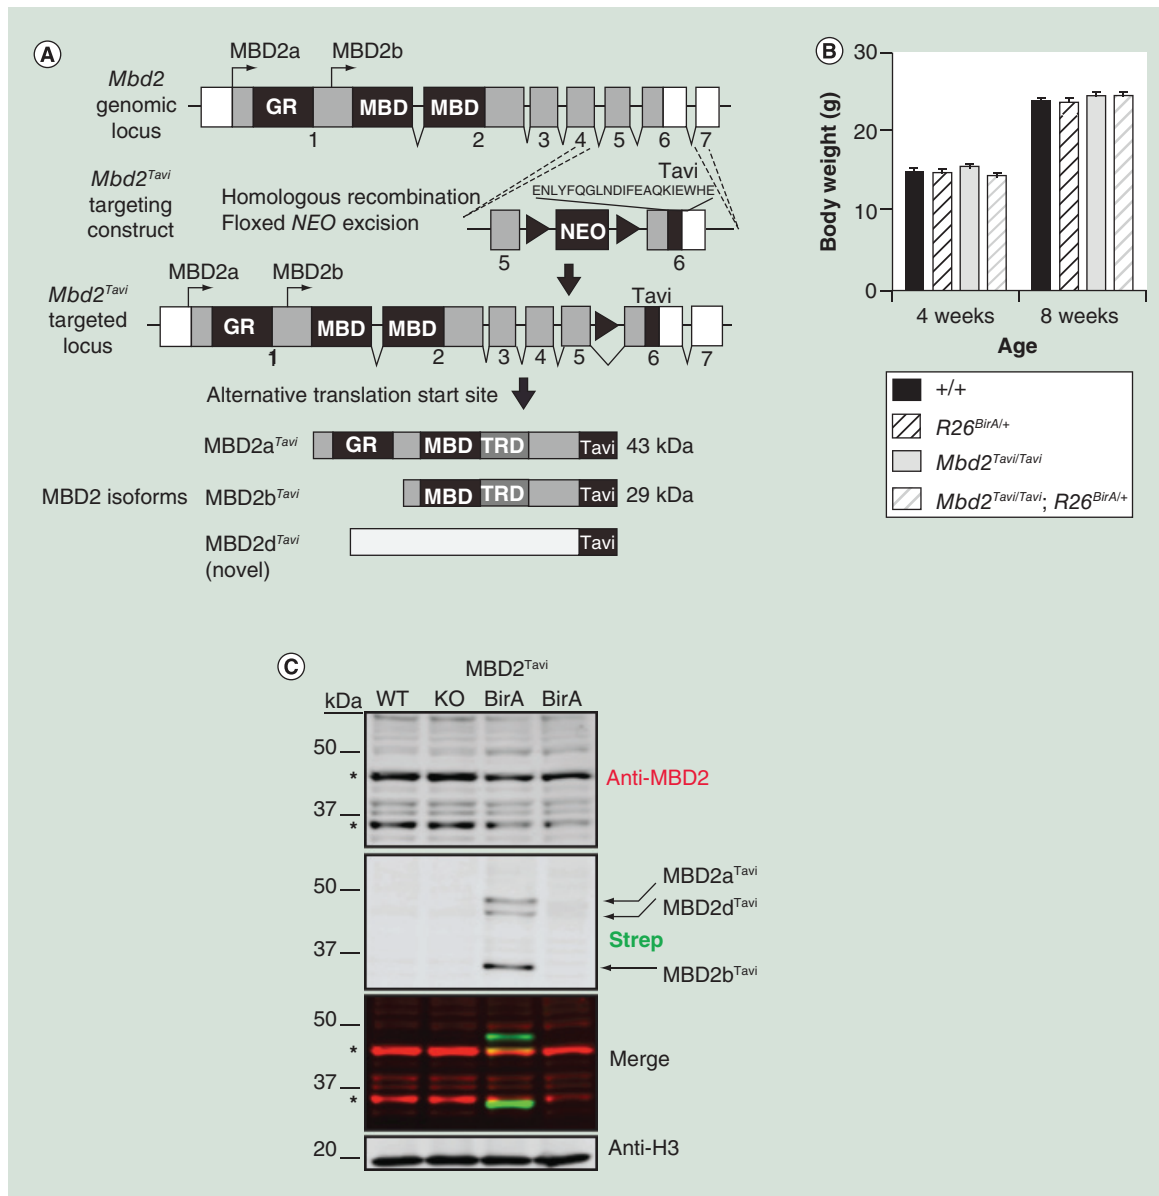 A
MBD2a
MBD2b
Mbd2
genomic
locus
GR
MBD
MBD
1
2
3
4
5
6
7
Mbd2Tavi
targeting
construct
Homologous recombination
Floxed NEO excision
Tavi
ENLYFQGLNDIFEAQKIEWHE
NEO
5
6
MBD2a
MBD2b
Mbd2Tavi
targeted
locus
Tavi
GR
MBD
MBD
1
2
3
4
5
6
7
Alternative translation start site
MBD2aTavi
GR
MBD
TRD
Tavi
43 kDa
MBD2 isoforms
MBD2bTavi
MBD
TRD
Tavi
29 kDa
MBD2dTavi
(novel)
Tavi
B
30
20
10
0
Body weight (g)
4 weeks
8 weeks
Age
+/+
R26BirA/+
Mbd2Tavi/Tavi
Mbd2Tavi/Tavi; R26BirA/+
C
MBD2Tavi
kDa
WT
KO
BirA
BirA
50
*
37
*
Anti-MBD2
50
37
MBD2aTavi
MBD2dTavi
Strep
MBD2bTavi
50
*
37
*
Merge
20
Anti-H3